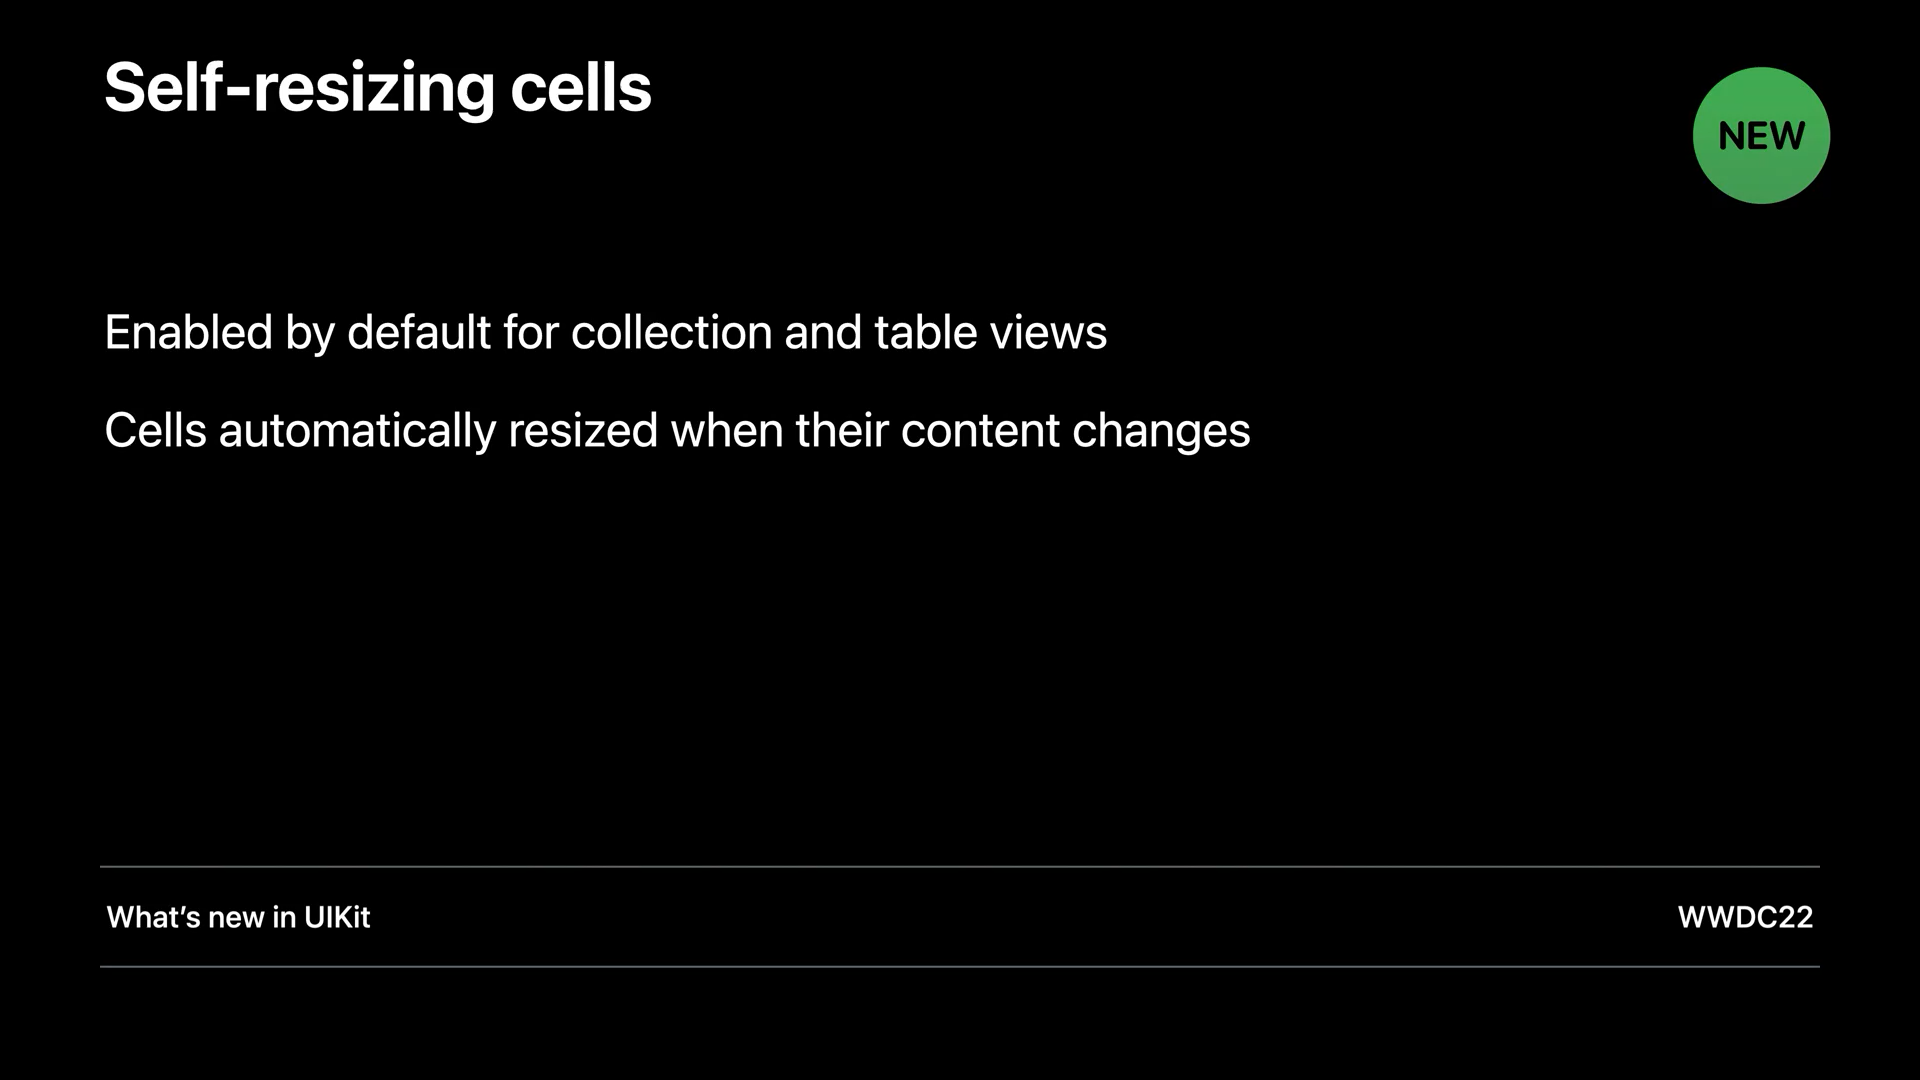 Self-resizing cells
NEW
Enabled by default for collection and table views
Cells automatically resized when their content changes
What’s new in UIKit
WWDC22